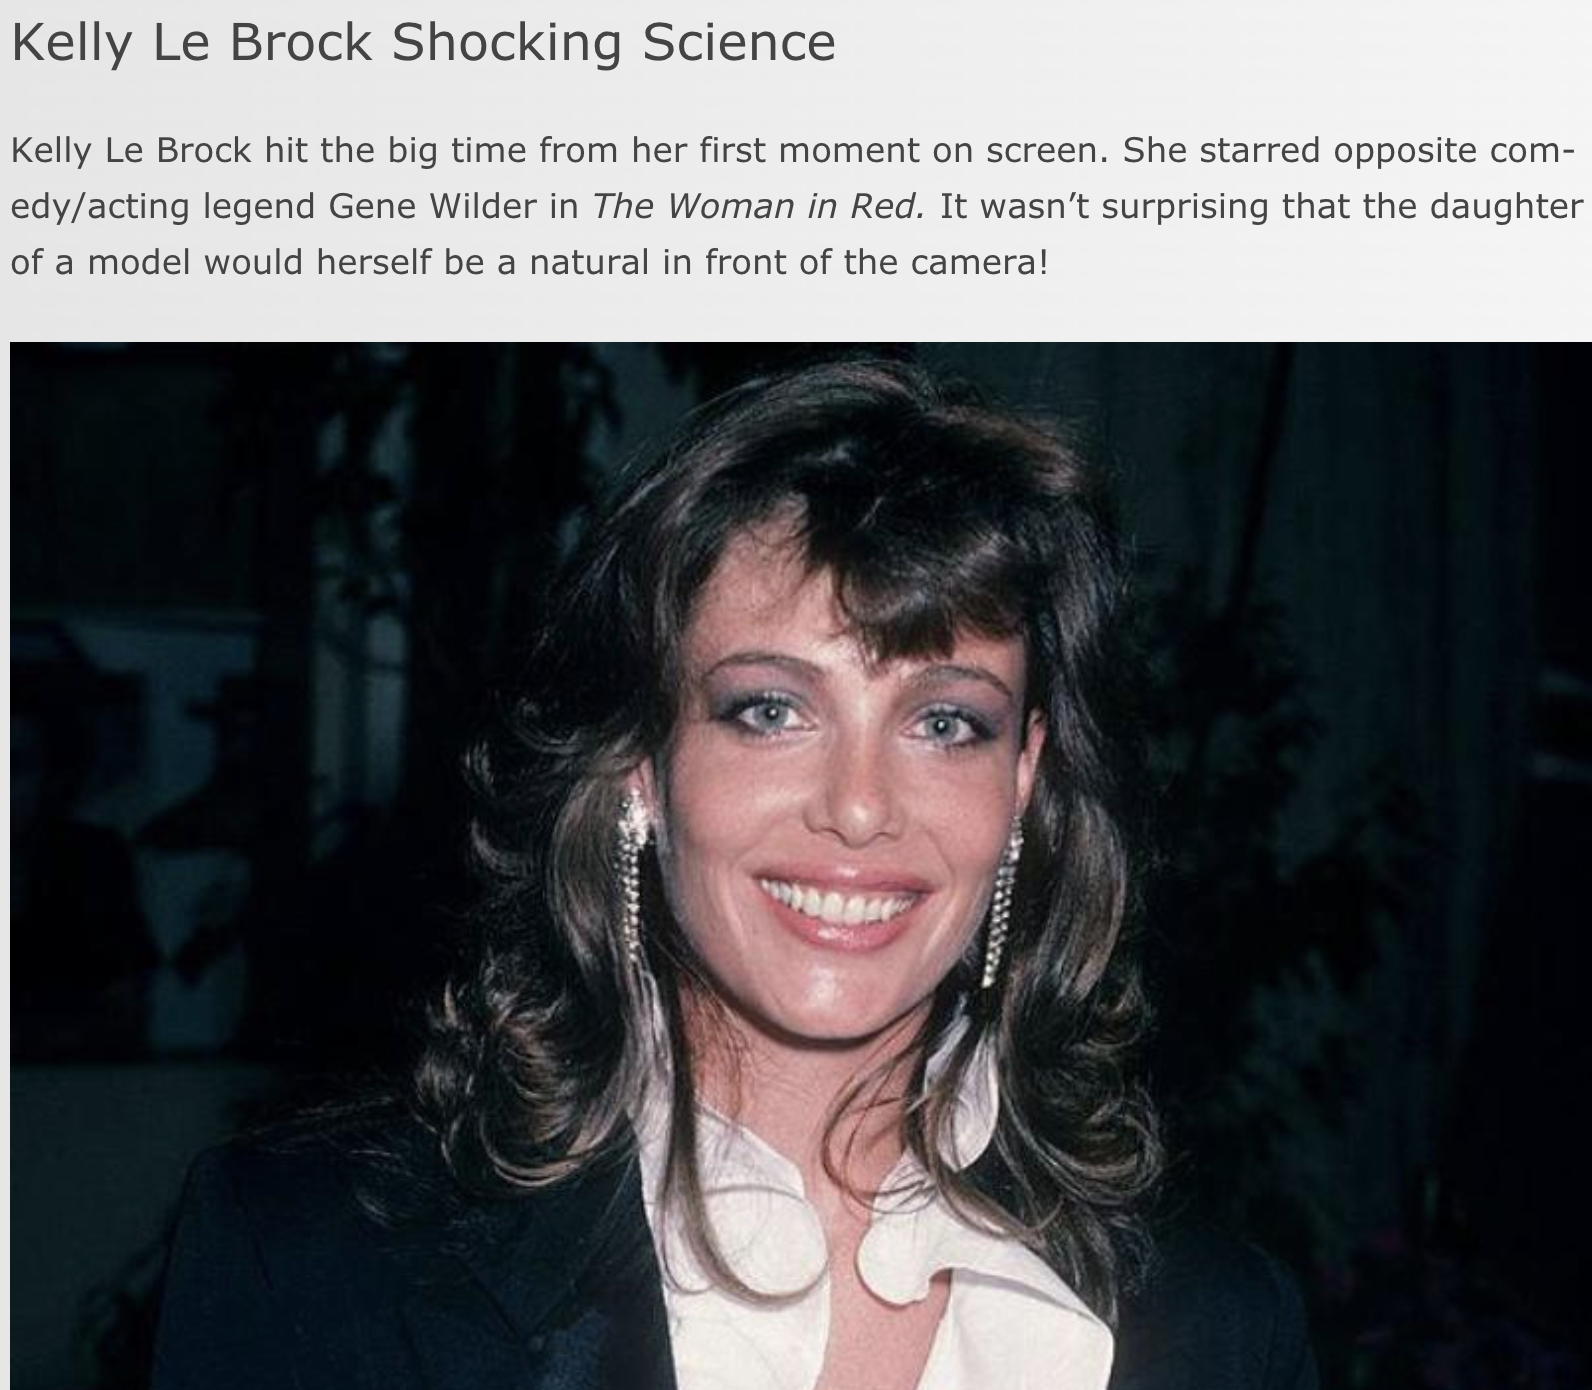 Kelly Le Brock Shocking Science
Kelly Le Brock hit the big time from her first moment on screen. She starred opposite com-
edy/acting legend Gene Wilder in The Woman in Red. It wasn’t surprising that the daughter
of a model would herself be a natural in front of the camera!